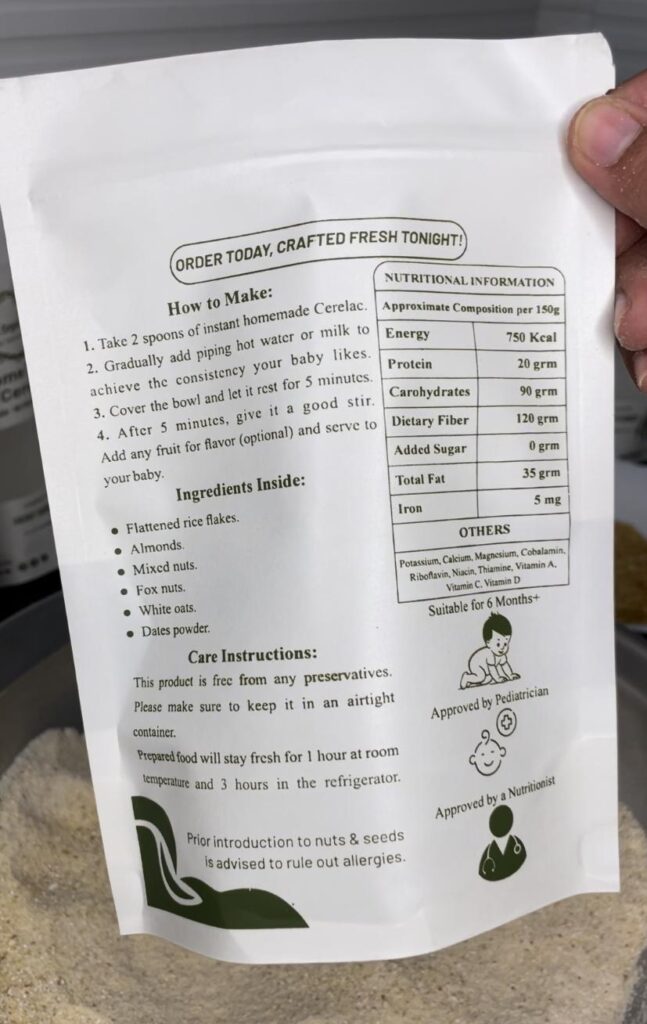 ORDER TODAY, CRAFTED FRESH TONIGHT!
How to Make:
1. Take 2 spoons of instant homemade Cerelac.
2. Gradually add piping hot water or milk to
achieve the consistency your baby likes.
3. Cover the bowl and let it rest for 5 minutes.
4. After 5 minutes, give it a good stir.
Add any fruit for flavor (optional) and serve to
your baby.
Ingredients Inside:
• Flattened rice flakes.
• Almonds.
• Mixed nuts.
• Fox nuts.
• White oats.
• Dates powder.
Care Instructions:
This product is free from any preservatives.
Please make sure to keep it in an airtight
container.
Prepared food will stay fresh for 1 hour at room
temperature and 3 hours in the refrigerator.
Prior introduction to nuts & seeds
is advised to rule out allergies.
NUTRITIONAL INFORMATION
Approximate Composition per 150g
Energy 750 Kcal
Protein 20 grm
Carohydrates 90 grm
Dietary Fiber 120 grm
Added Sugar 0 grm
Total Fat 35 grm
Iron 5 mg
OTHERS
Potassium, Calcium, Magnesium, Cobalamin,
Riboflavin, Niacin, Thiamine, Vitamin A,
Vitamin C, Vitamin D
Suitable for 6 Months+
Approved by Pediatrician
Approved by a Nutritionist